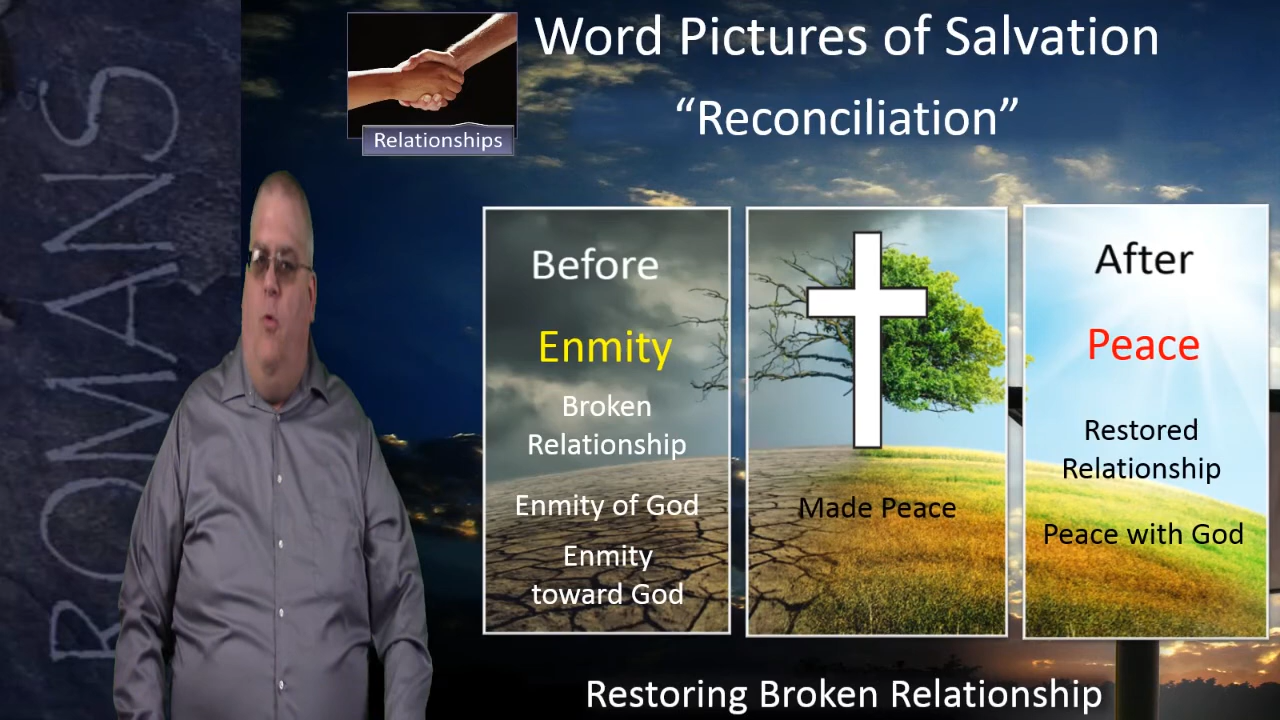 ROMANS
Word Pictures of Salvation
“Reconciliation”
Relationships
Before
Enmity
Broken
Relationship
Enmity of God
Enmity
toward God
Made Peace
After
Peace
Restored
Relationship
Peace with God
Restoring Broken Relationship